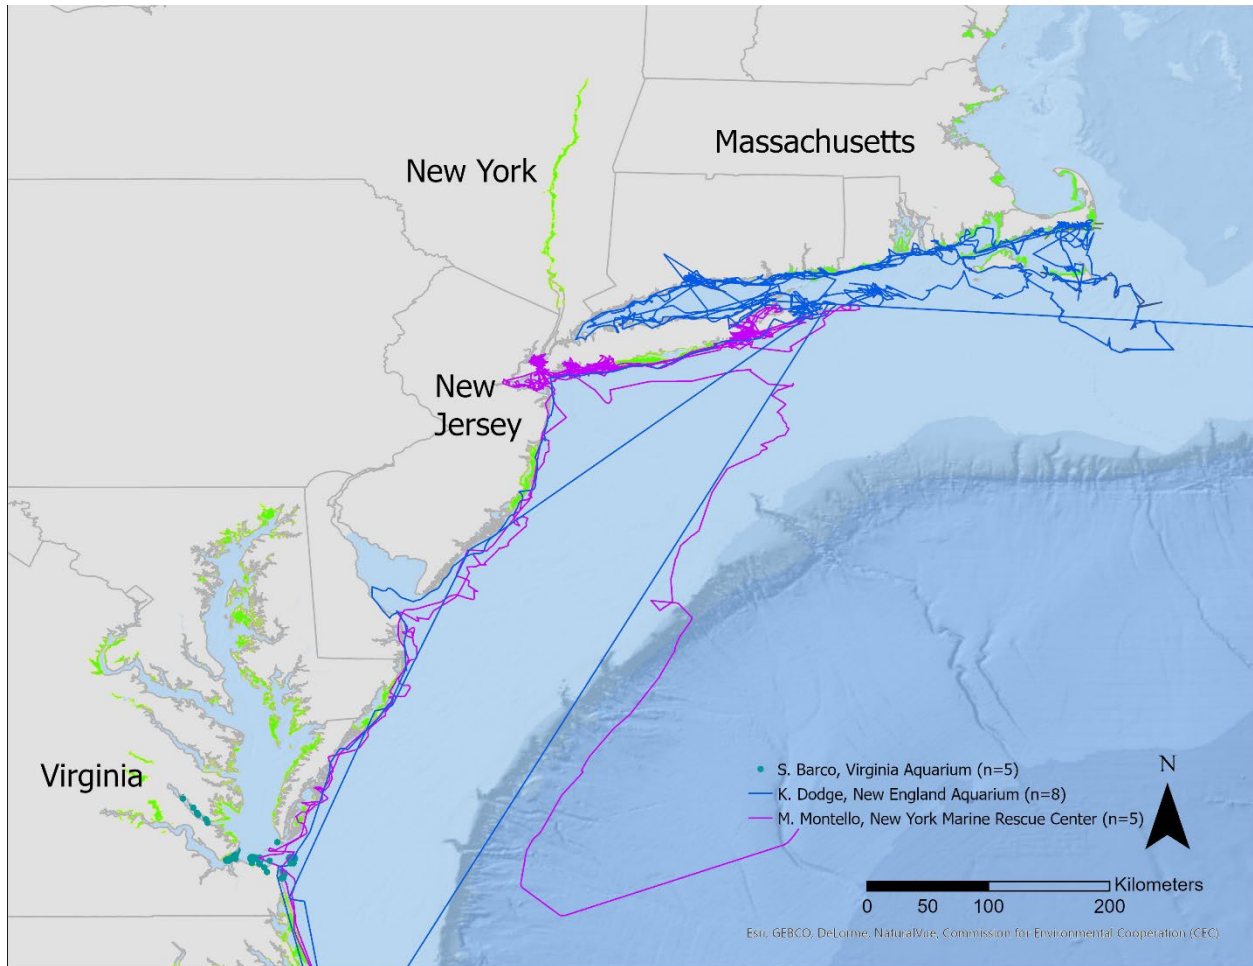 Massachusetts
New York
New
Jersey
Virginia
N
S. Barco, Virginia Aquarium (n=5)
K. Dodge, New England Aquarium (n=8)
M. Montello, New York Marine Rescue Center (n=5)
Kilometers
0 50 100 200
Esri, GEBCO, DeLorme, NaturalVue, Commission for Environmental Cooperation (CEC)